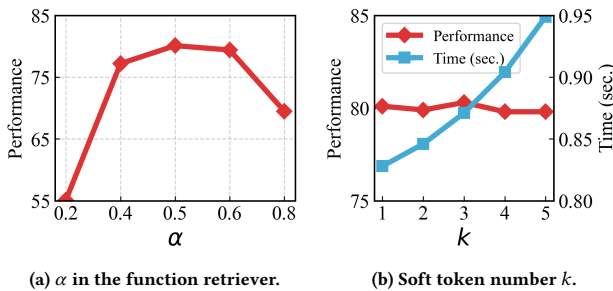 85
75
65
55
Performance
0.2 0.4 0.5 0.6 0.8
α
(a) α in the function retriever.
85
80
75
Performance
Performance
Time (sec.)
0.95
0.90
0.85
0.80
Time (sec.)
1 2 3 4 5
k
(b) Soft token number k.